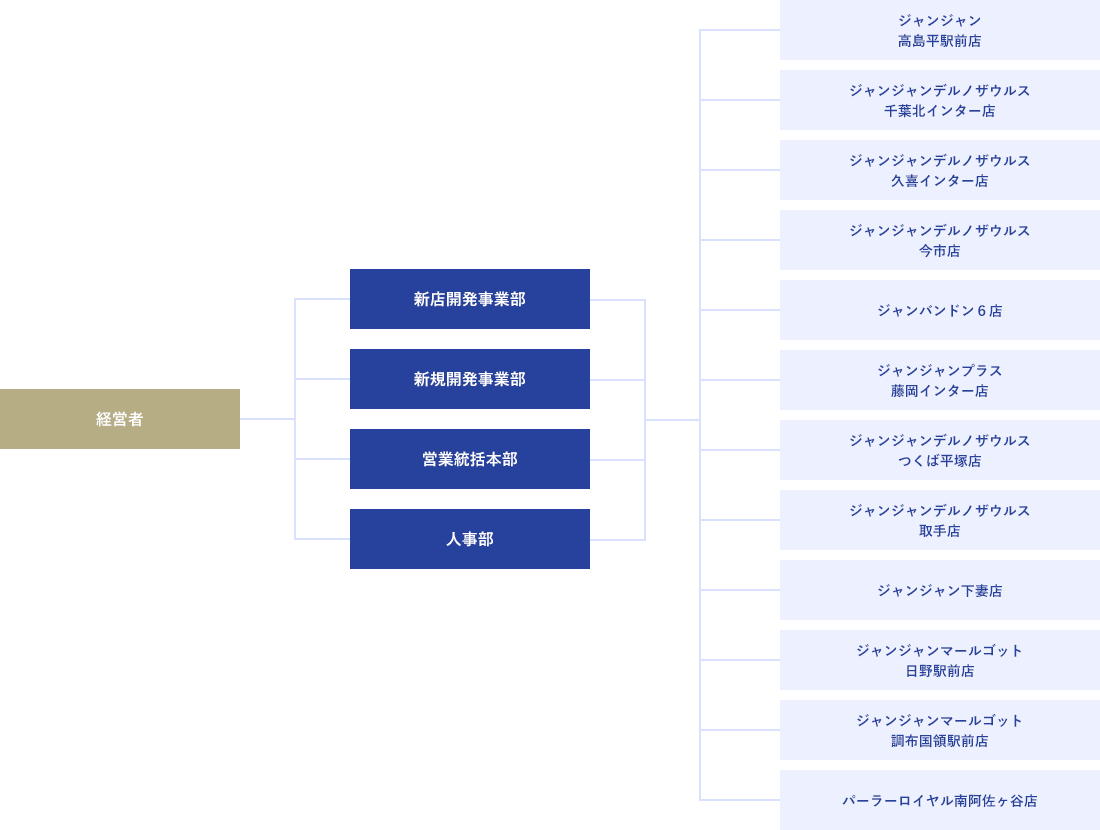 経営者
新店開発事業部
新規開発事業部
営業統括本部
人事部
ジャンジャン
高島平駅前店
ジャンジャンデルノザウルス
千葉北インター店
ジャンジャンデルノザウルス
久喜インター店
ジャンジャンデルノザウルス
今市店
ジャンバンドン６店
ジャンジャンプラス
藤岡インター店
ジャンジャンデルノザウルス
つくば平塚店
ジャンジャンデルノザウルス
取手店
ジャンジャン下妻店
ジャンジャンマールゴット
日野駅前店
ジャンジャンマールゴット
調布国領駅前店
パーラーロイヤル南阿佐ヶ谷店